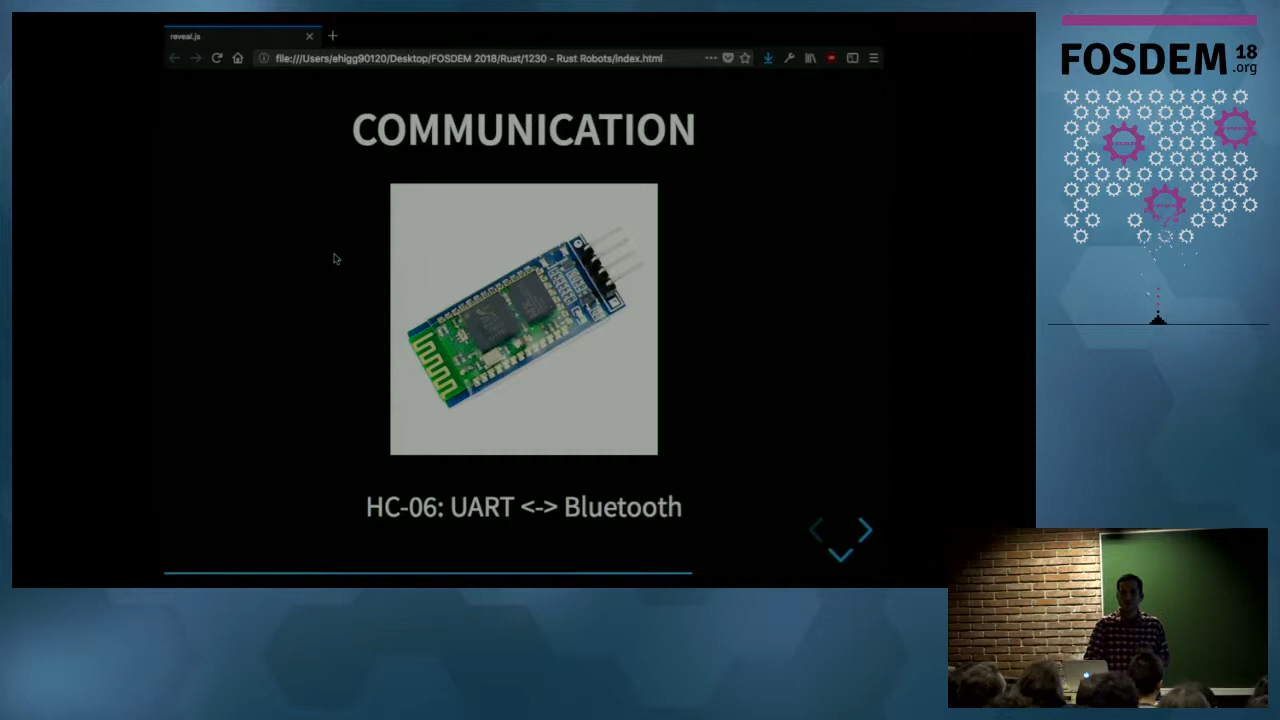 reveal.js
file:///Users/ehigg90120/Desktop/FOSDEM 2018/Rust/1230 - Rust Robots/index.html
COMMUNICATION
HC-06: UART <-> Bluetooth
FOSDEM 18
.org